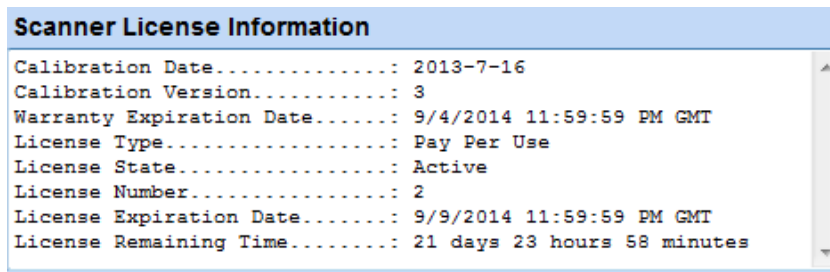 Scanner License Information
Calibration Date..............: 2013-7-16
Calibration Version...........: 3
Warranty Expiration Date......: 9/4/2014 11:59:59 PM GMT
License Type..................: Pay Per Use
License State.................: Active
License Number................: 2
License Expiration Date.......: 9/9/2014 11:59:59 PM GMT
License Remaining Time........: 21 days 23 hours 58 minutes